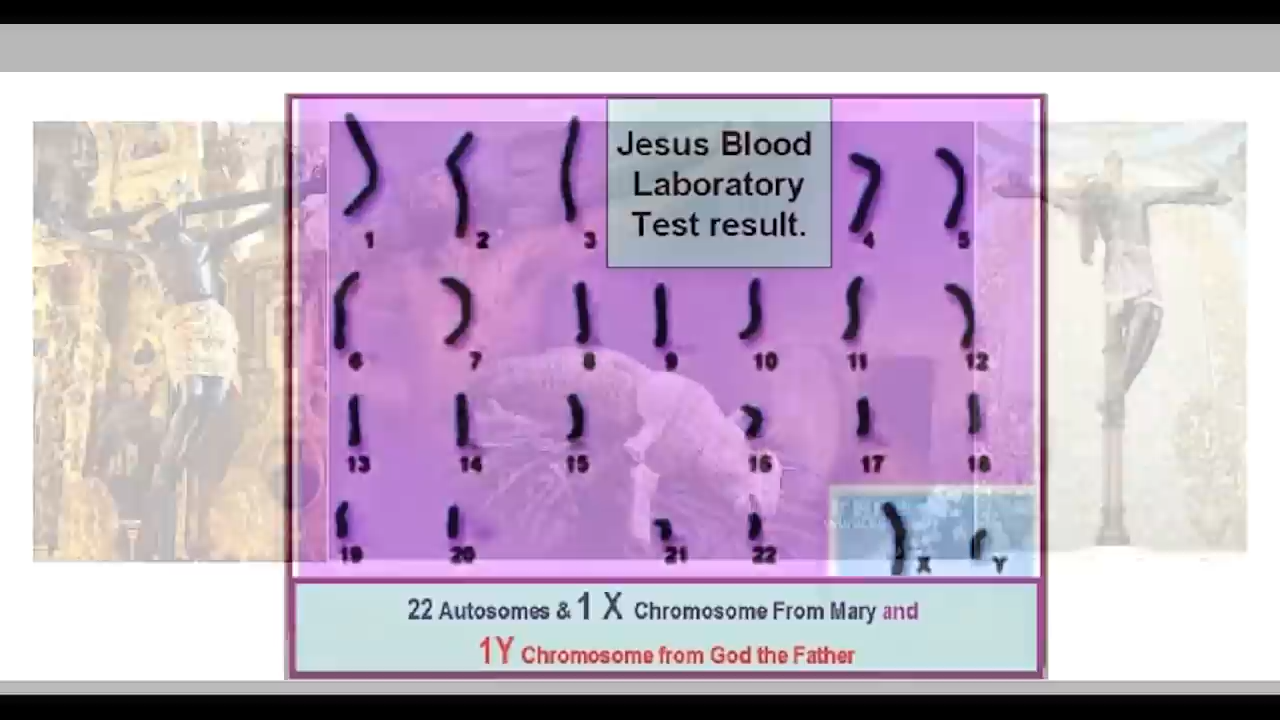 Jesus Blood
Laboratory
Test result.
1 2 3 4 5
6 7 8 9 10 11 12
13 14 15 16 17 18
19 20 21 22 X Y
22 Autosomes & 1 X Chromosome From Mary and
1Y Chromosome from God the Father